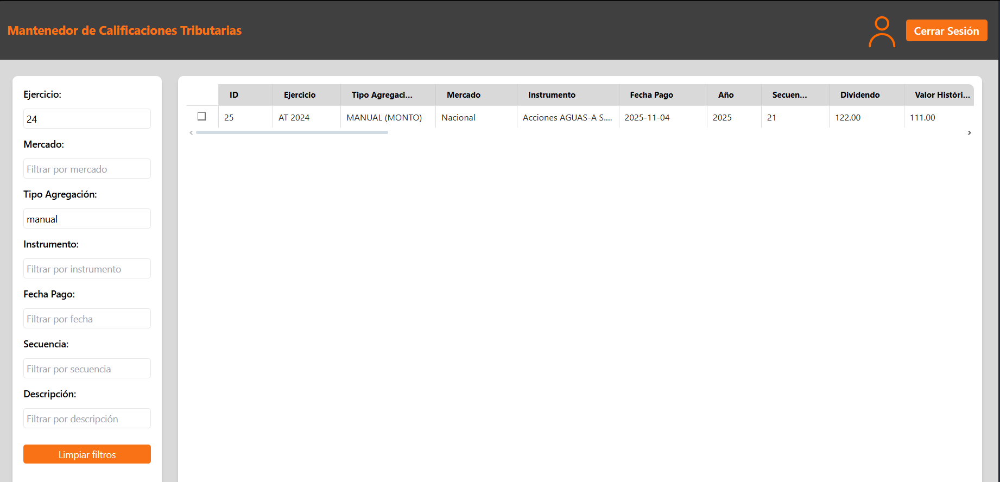 Mantenedor de Calificaciones Tributarias
Cerrar Sesión
Ejercicio:
24
Mercado:
Filtrar por mercado
Tipo Agregación:
manual
Instrumento:
Filtrar por instrumento
Fecha Pago:
Filtrar por fecha
Secuencia:
Filtrar por secuencia
Descripción:
Filtrar por descripción
Limpiar filtros
ID Ejercicio Tipo Agregaci... Mercado Instrumento Fecha Pago Año Secuen... Dividendo Valor Históri...
25 AT 2024 MANUAL (MONTO) Nacional Acciones AGUAS-A S.... 2025-11-04 2025 21 122.00 111.00